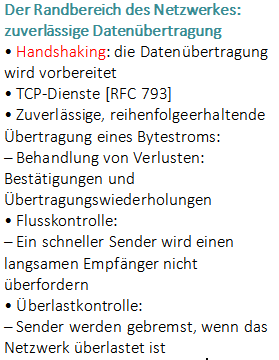 Der Randbereich des Netzwerkes:
zuverlässige Datenübertragung
• Handshaking: die Datenübertragung
wird vorbereitet
• TCP-Dienste [RFC 793]
• Zuverlässige, reihenfolgeerhaltende
Übertragung eines Bytestroms:
– Behandlung von Verlusten:
Bestätigungen und
Übertragungswiederholungen
• Flusskontrolle:
– Ein schneller Sender wird einen
langsamen Empfänger nicht
überfordern
• Überlastkontrolle:
– Sender werden gebremst, wenn das
Netzwerk überlastet ist